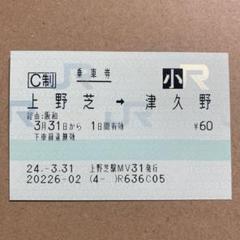 C制 乗車券 小
上野芝 → 津久野
経由:阪和
3月31日から 1日間有効 ¥60
下車前途無効
24.-3.31 上野芝駅MV31発行
20226-02 (4- )R636C05